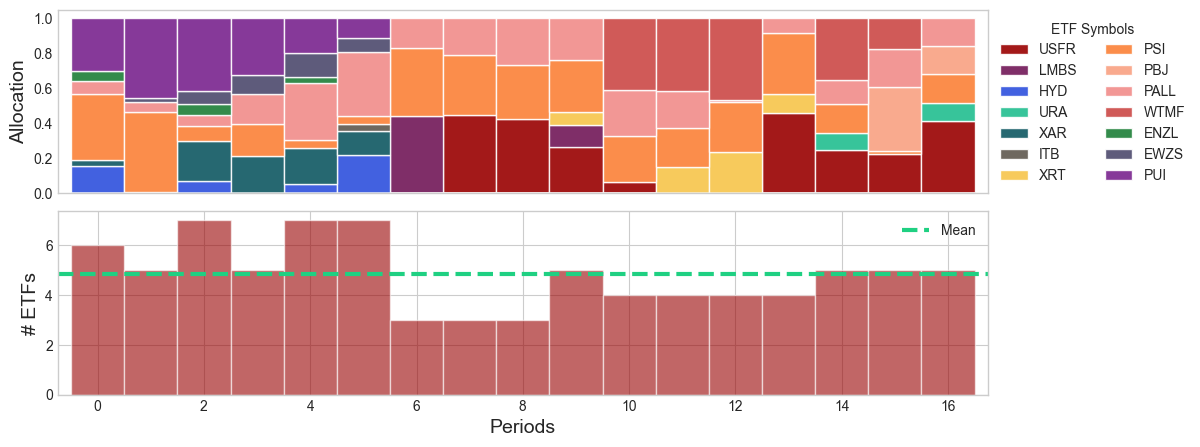 1.0
0.8
0.6
0.4
0.2
0.0
Allocation
ETF Symbols
USFR PSI
LMBS PBJ
HYD PALL
URA WTMF
XAR ENZL
ITB EWZS
XRT PUI
6
4
2
0
# ETFs
Mean
0 2 4 6 8 10 12 14 16
Periods